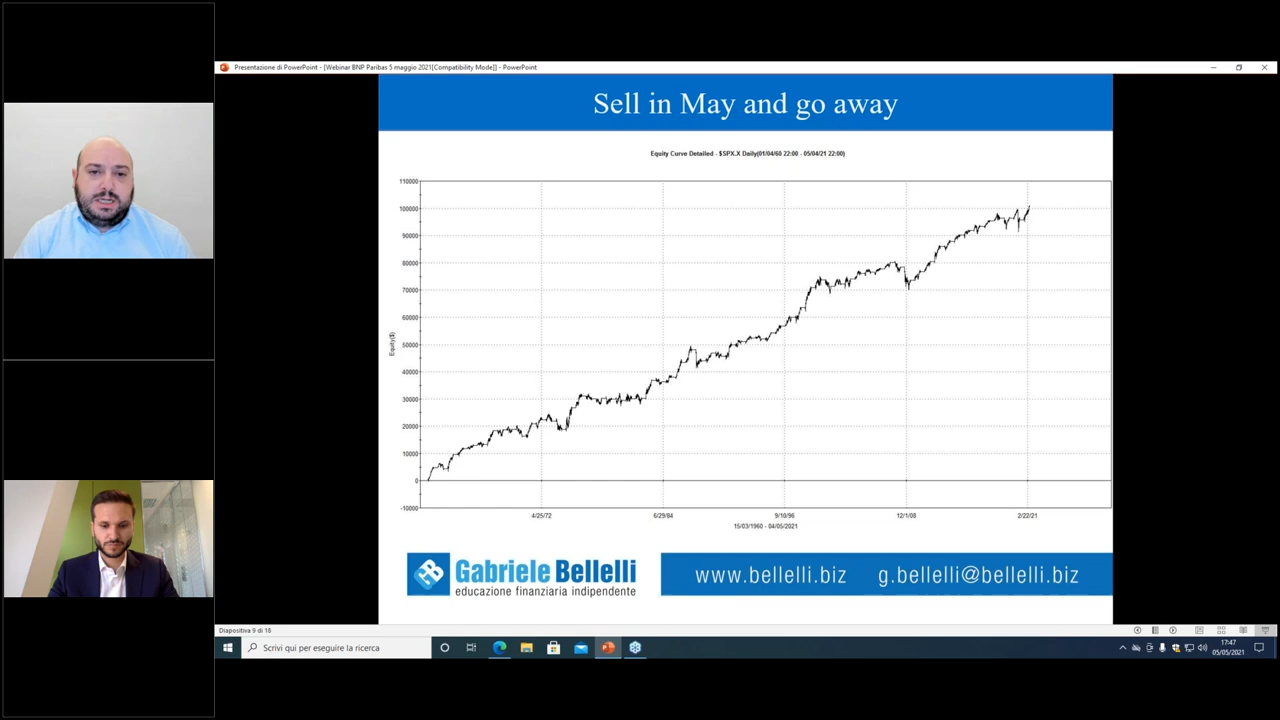 Presentazione di PowerPoint - [Webinar BNP Paribas 5 maggio 2021[Compatibility Mode]] - PowerPoint
Sell in May and go away
Equity Curve Detailed - $SPX.X Daily(01/04/60 22:00 - 05/04/21 22:00)
110000
100000
90000
80000
70000
60000
50000
40000
30000
20000
10000
0
-10000
Equity($)
4/25/72
6/29/84
9/10/96
12/1/08
2/22/21
15/03/1960 - 04/05/2021
Gabriele Bellelli
educazione finanziaria indipendente
www.bellelli.biz g.bellelli@bellelli.biz
Diapositiva 9 di 18
Scrivi qui per eseguire la ricerca
17:47
05/05/2021